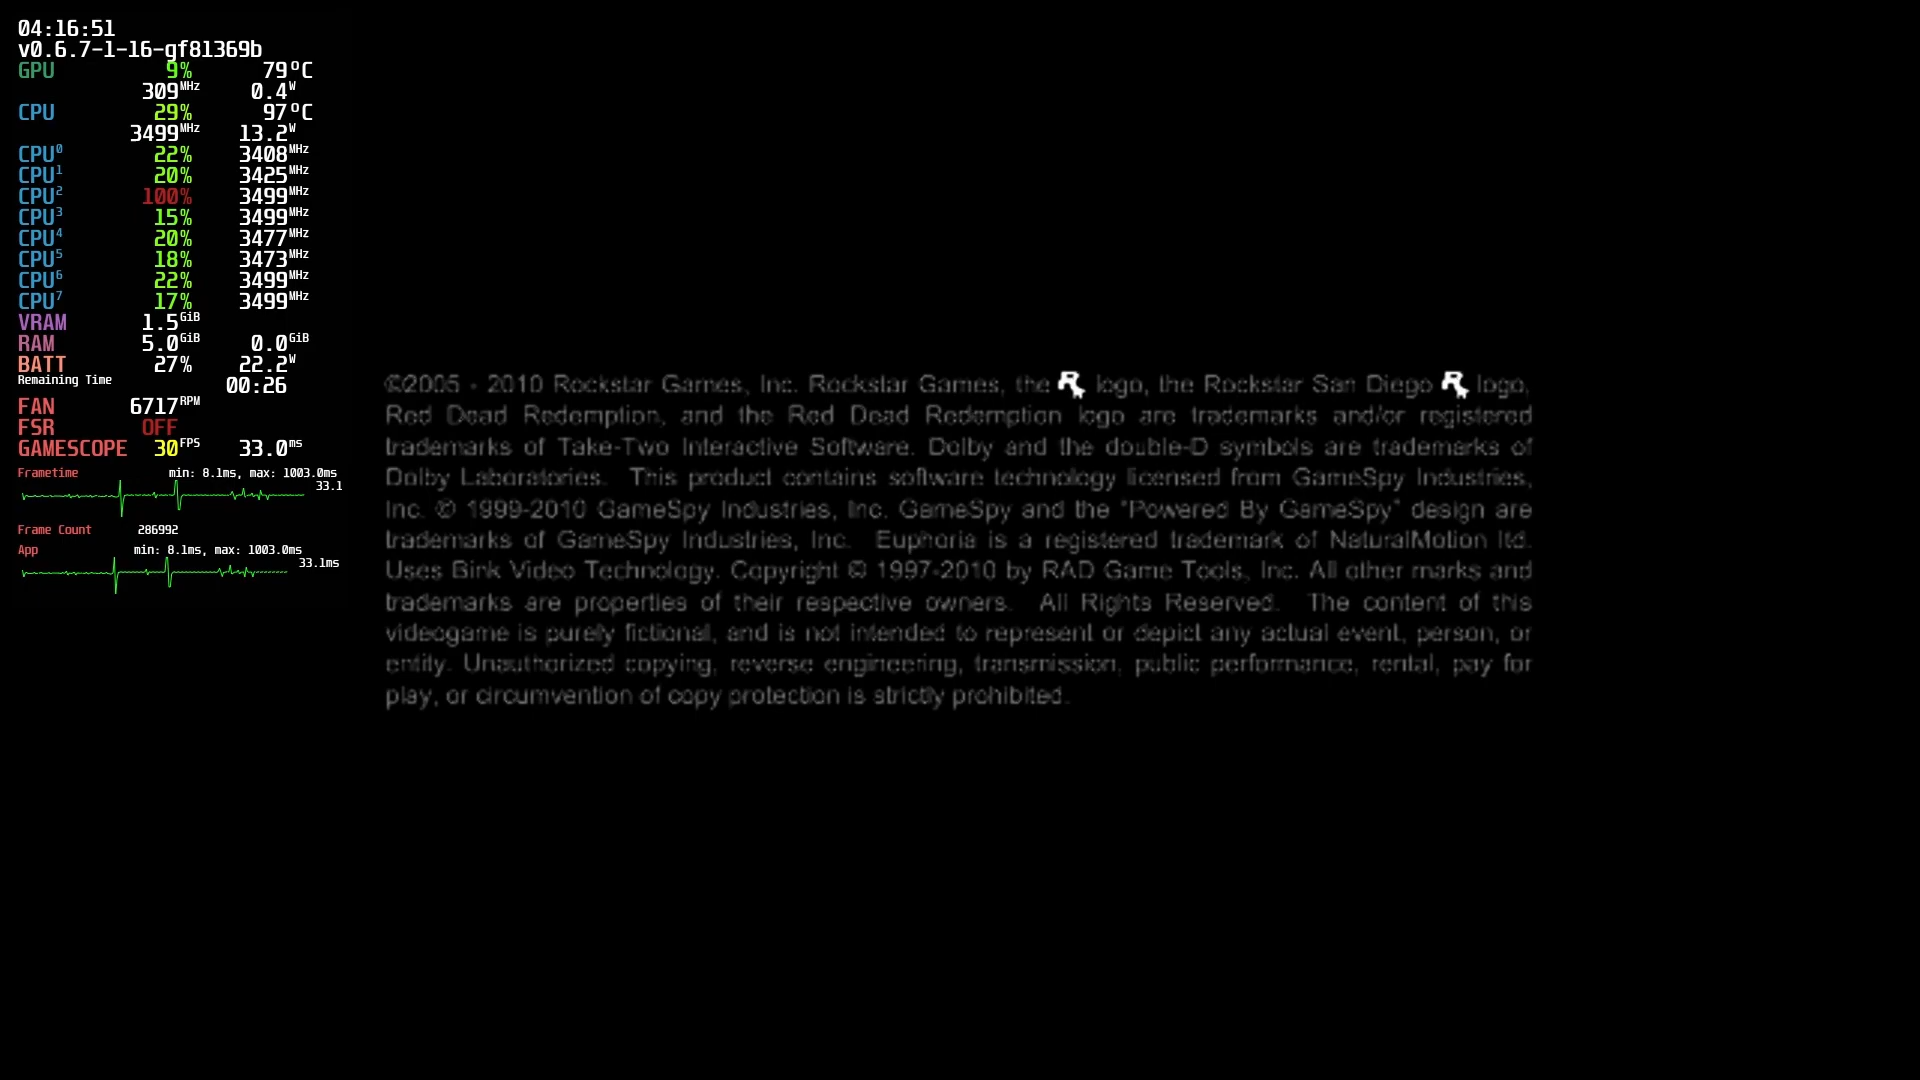 04:16:51
v0.6.7-1-16-gf81369b
GPU 9% 79°C
309MHz 0.4W
CPU 29% 97°C
3499MHz 13.2W
CPU0 22% 3408MHz
CPU1 20% 3425MHz
CPU2 100% 3499MHz
CPU3 15% 3499MHz
CPU4 20% 3477MHz
CPU5 18% 3473MHz
CPU6 22% 3499MHz
CPU7 17% 3499MHz
VRAM 1.5GiB
RAM 5.0GiB 0.0GiB
BATT 27% 22.2W
Remaining Time 00:26
FAN 6717RPM
FSR OFF
GAMESCOPE 30FPS 33.0ms
Frametime min: 8.1ms, max: 1003.0ms
33.1
Frame Count 286992
App min: 8.1ms, max: 1003.0ms
33.1ms
©2005 - 2010 Rockstar Games, Inc. Rockstar Games, the R logo, the Rockstar San Diego R logo,
Red Dead Redemption, and the Red Dead Redemption logo are trademarks and/or registered
trademarks of Take-Two Interactive Software. Dolby and the double-D symbols are trademarks of
Dolby Laboratories. This product contains software technology licensed from GameSpy Industries,
Inc. © 1999-2010 GameSpy Industries, Inc. GameSpy and the "Powered By GameSpy" design are
trademarks of GameSpy Industries, Inc. Euphoria is a registered trademark of NaturalMotion ltd.
Uses Bink Video Technology. Copyright © 1997-2010 by RAD Game Tools, Inc. All other marks and
trademarks are properties of their respective owners. All Rights Reserved. The content of this
videogame is purely fictional, and is not intended to represent or depict any actual event, person, or
entity. Unauthorized copying, reverse engineering, transmission, public performance, rental, pay for
play, or circumvention of copy protection is strictly prohibited.